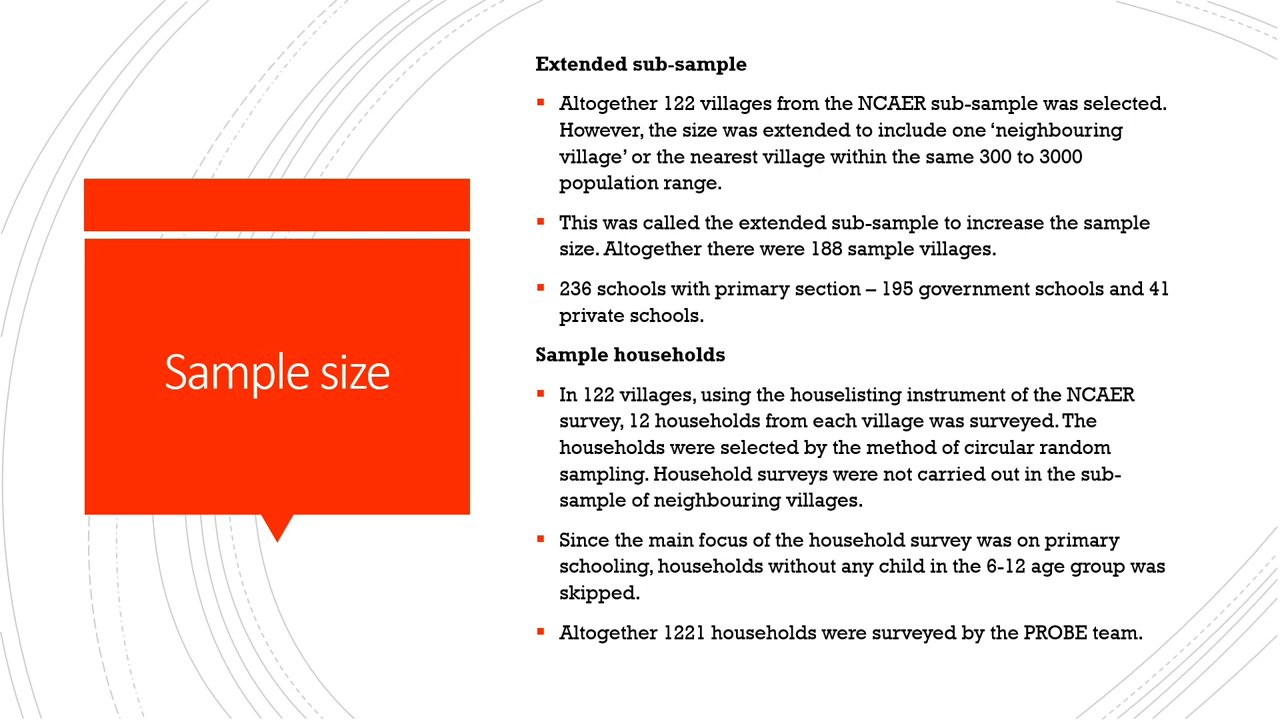 Sample size
Extended sub-sample
Altogether 122 villages from the NCAER sub-sample was selected.
However, the size was extended to include one ‘neighbouring
village’ or the nearest village within the same 300 to 3000
population range.
This was called the extended sub-sample to increase the sample
size. Altogether there were 188 sample villages.
236 schools with primary section – 195 government schools and 41
private schools.
Sample households
In 122 villages, using the houselisting instrument of the NCAER
survey, 12 households from each village was surveyed. The
households were selected by the method of circular random
sampling. Household surveys were not carried out in the sub-
sample of neighbouring villages.
Since the main focus of the household survey was on primary
schooling, households without any child in the 6-12 age group was
skipped.
Altogether 1221 households were surveyed by the PROBE team.